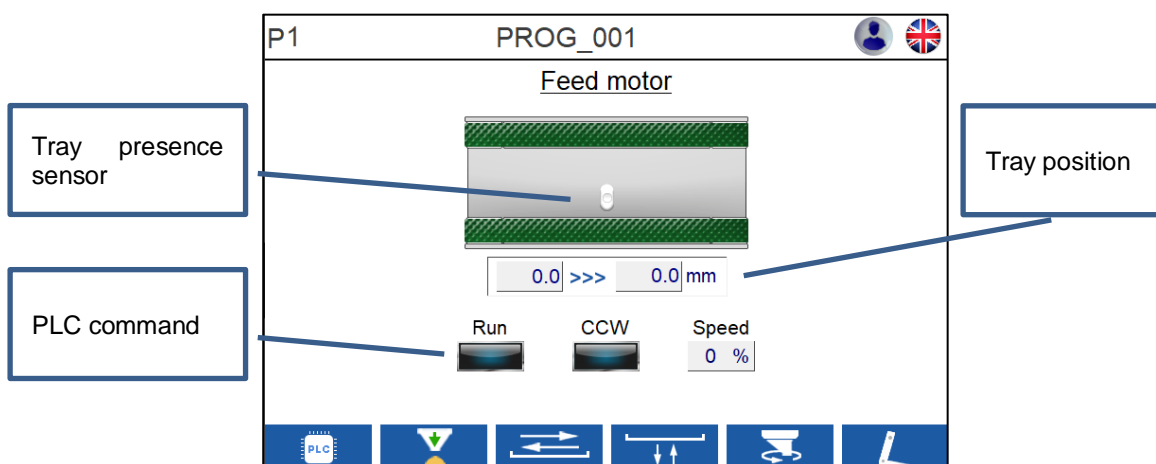 P1 PROG_001
Feed motor
Tray presence
sensor
Tray position
0.0 >>> 0.0 mm
PLC command
Run CCW Speed
0 %
PLC